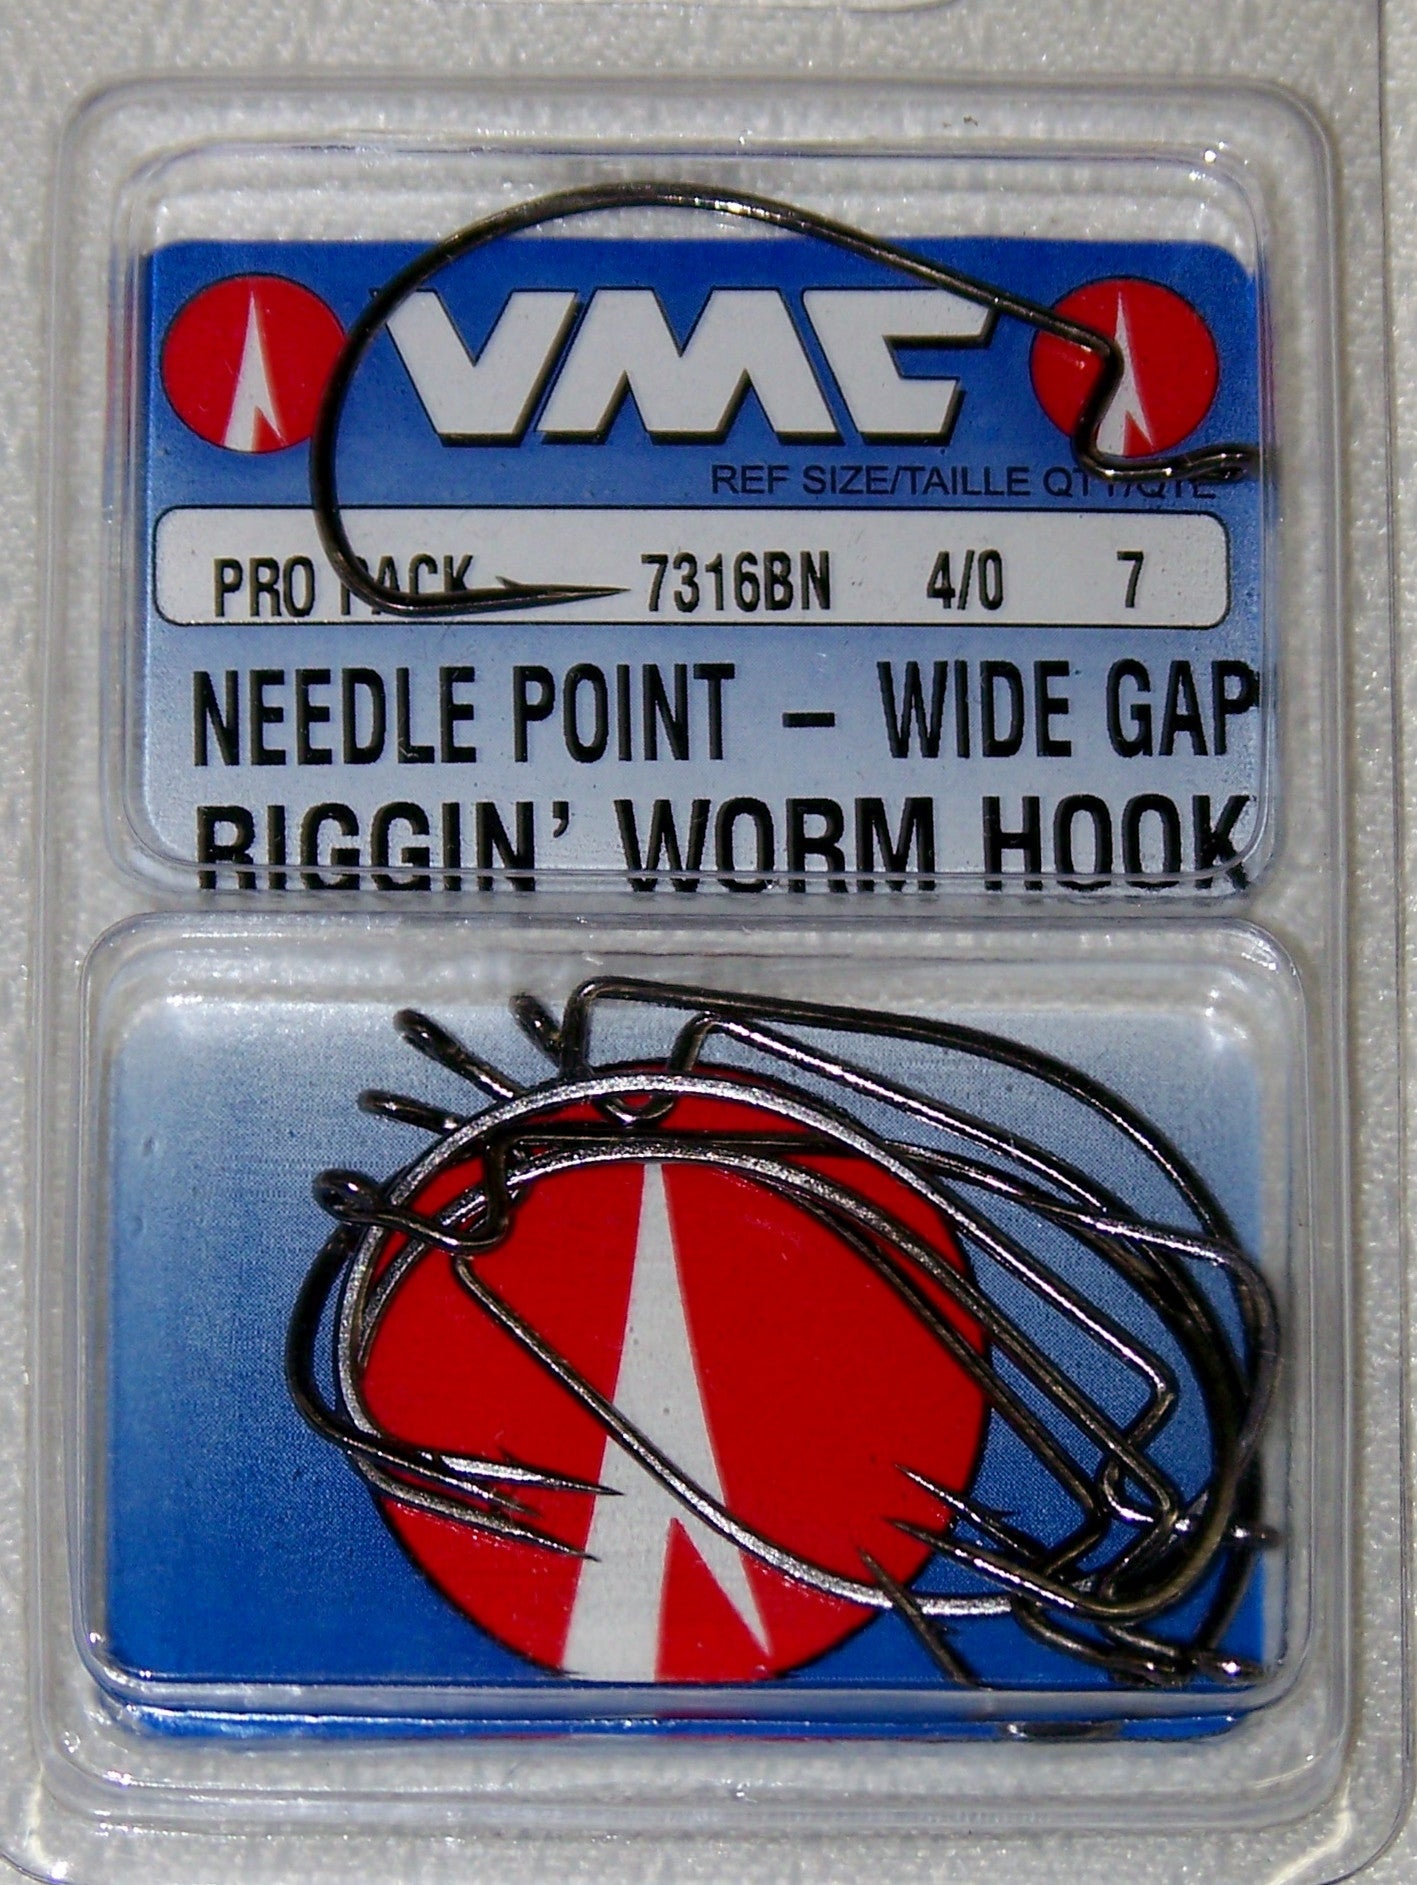 VMC
REF SIZE/TAILLE QTY/QTE
PRO PACK 7316BN 4/0 7
NEEDLE POINT – WIDE GAP
RIGGIN' WORM HOOK